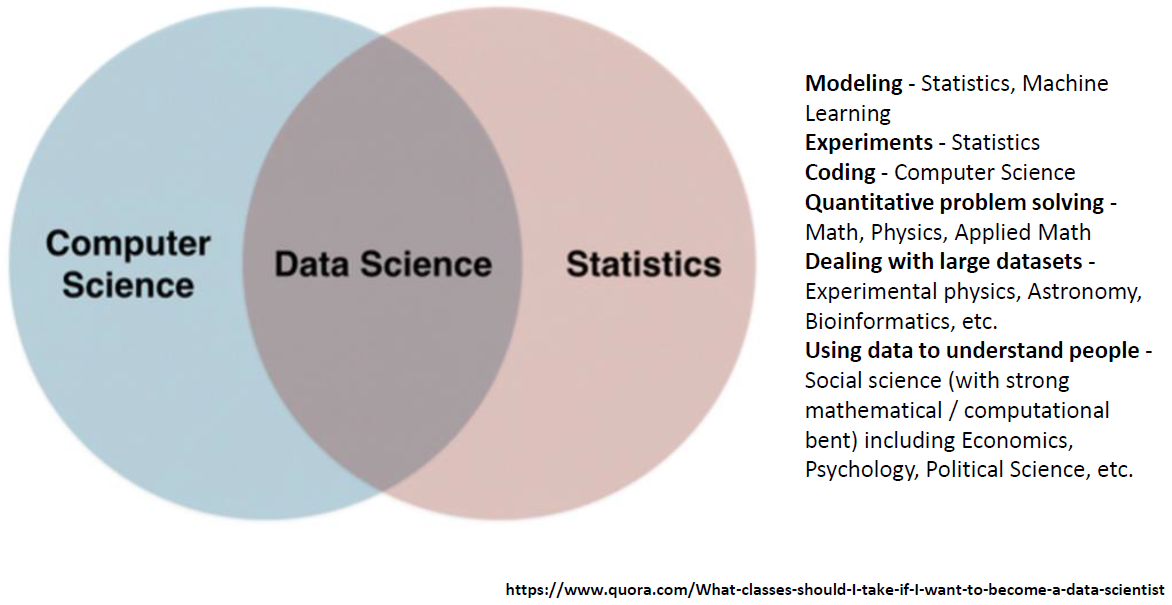 Computer
Science
Data Science
Statistics
Modeling - Statistics, Machine
Learning
Experiments - Statistics
Coding - Computer Science
Quantitative problem solving -
Math, Physics, Applied Math
Dealing with large datasets -
Experimental physics, Astronomy,
Bioinformatics, etc.
Using data to understand people -
Social science (with strong
mathematical / computational
bent) including Economics,
Psychology, Political Science, etc.
https://www.quora.com/What-classes-should-I-take-if-I-want-to-become-a-data-scientist